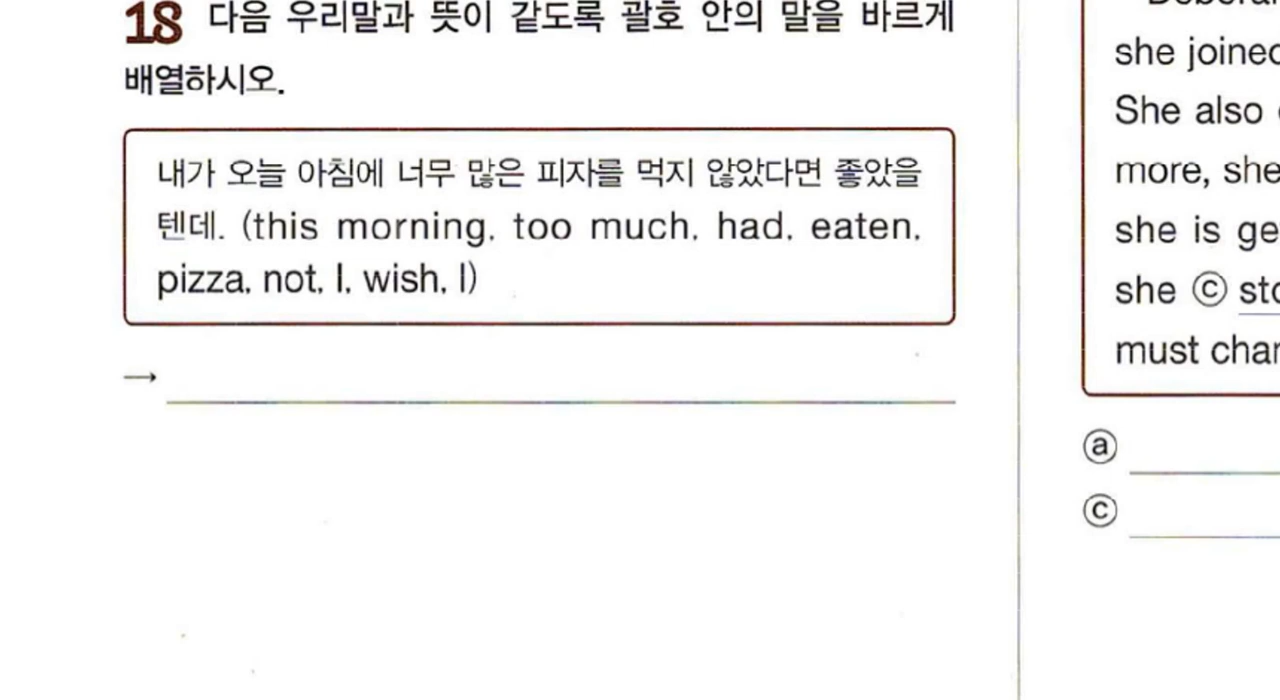 18 다음 우리말과 뜻이 같도록 괄호 안의 말을 바르게
배열하시오.
내가 오늘 아침에 너무 많은 피자를 먹지 않았다면 좋았을
텐데. (this morning, too much, had, eaten,
pizza, not, I, wish, I)
→
she joined
She also
more, she
she is ge
she ⓒ sto
must char
ⓐ
ⓒ